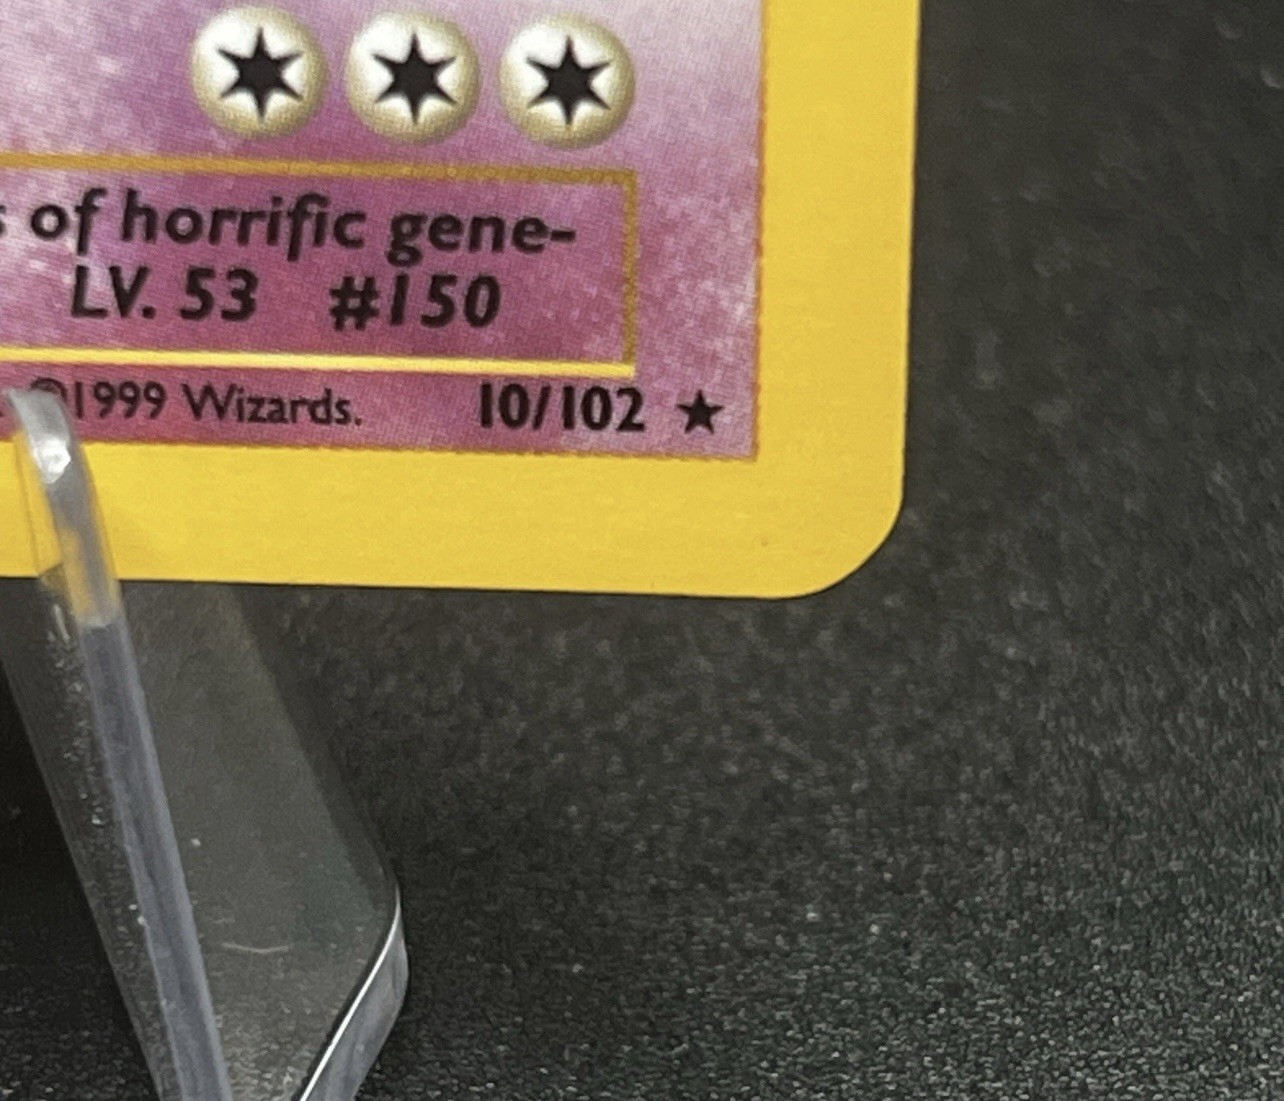 of horrific gene-
LV. 53 #150
©1999 Wizards. 10/102 ★